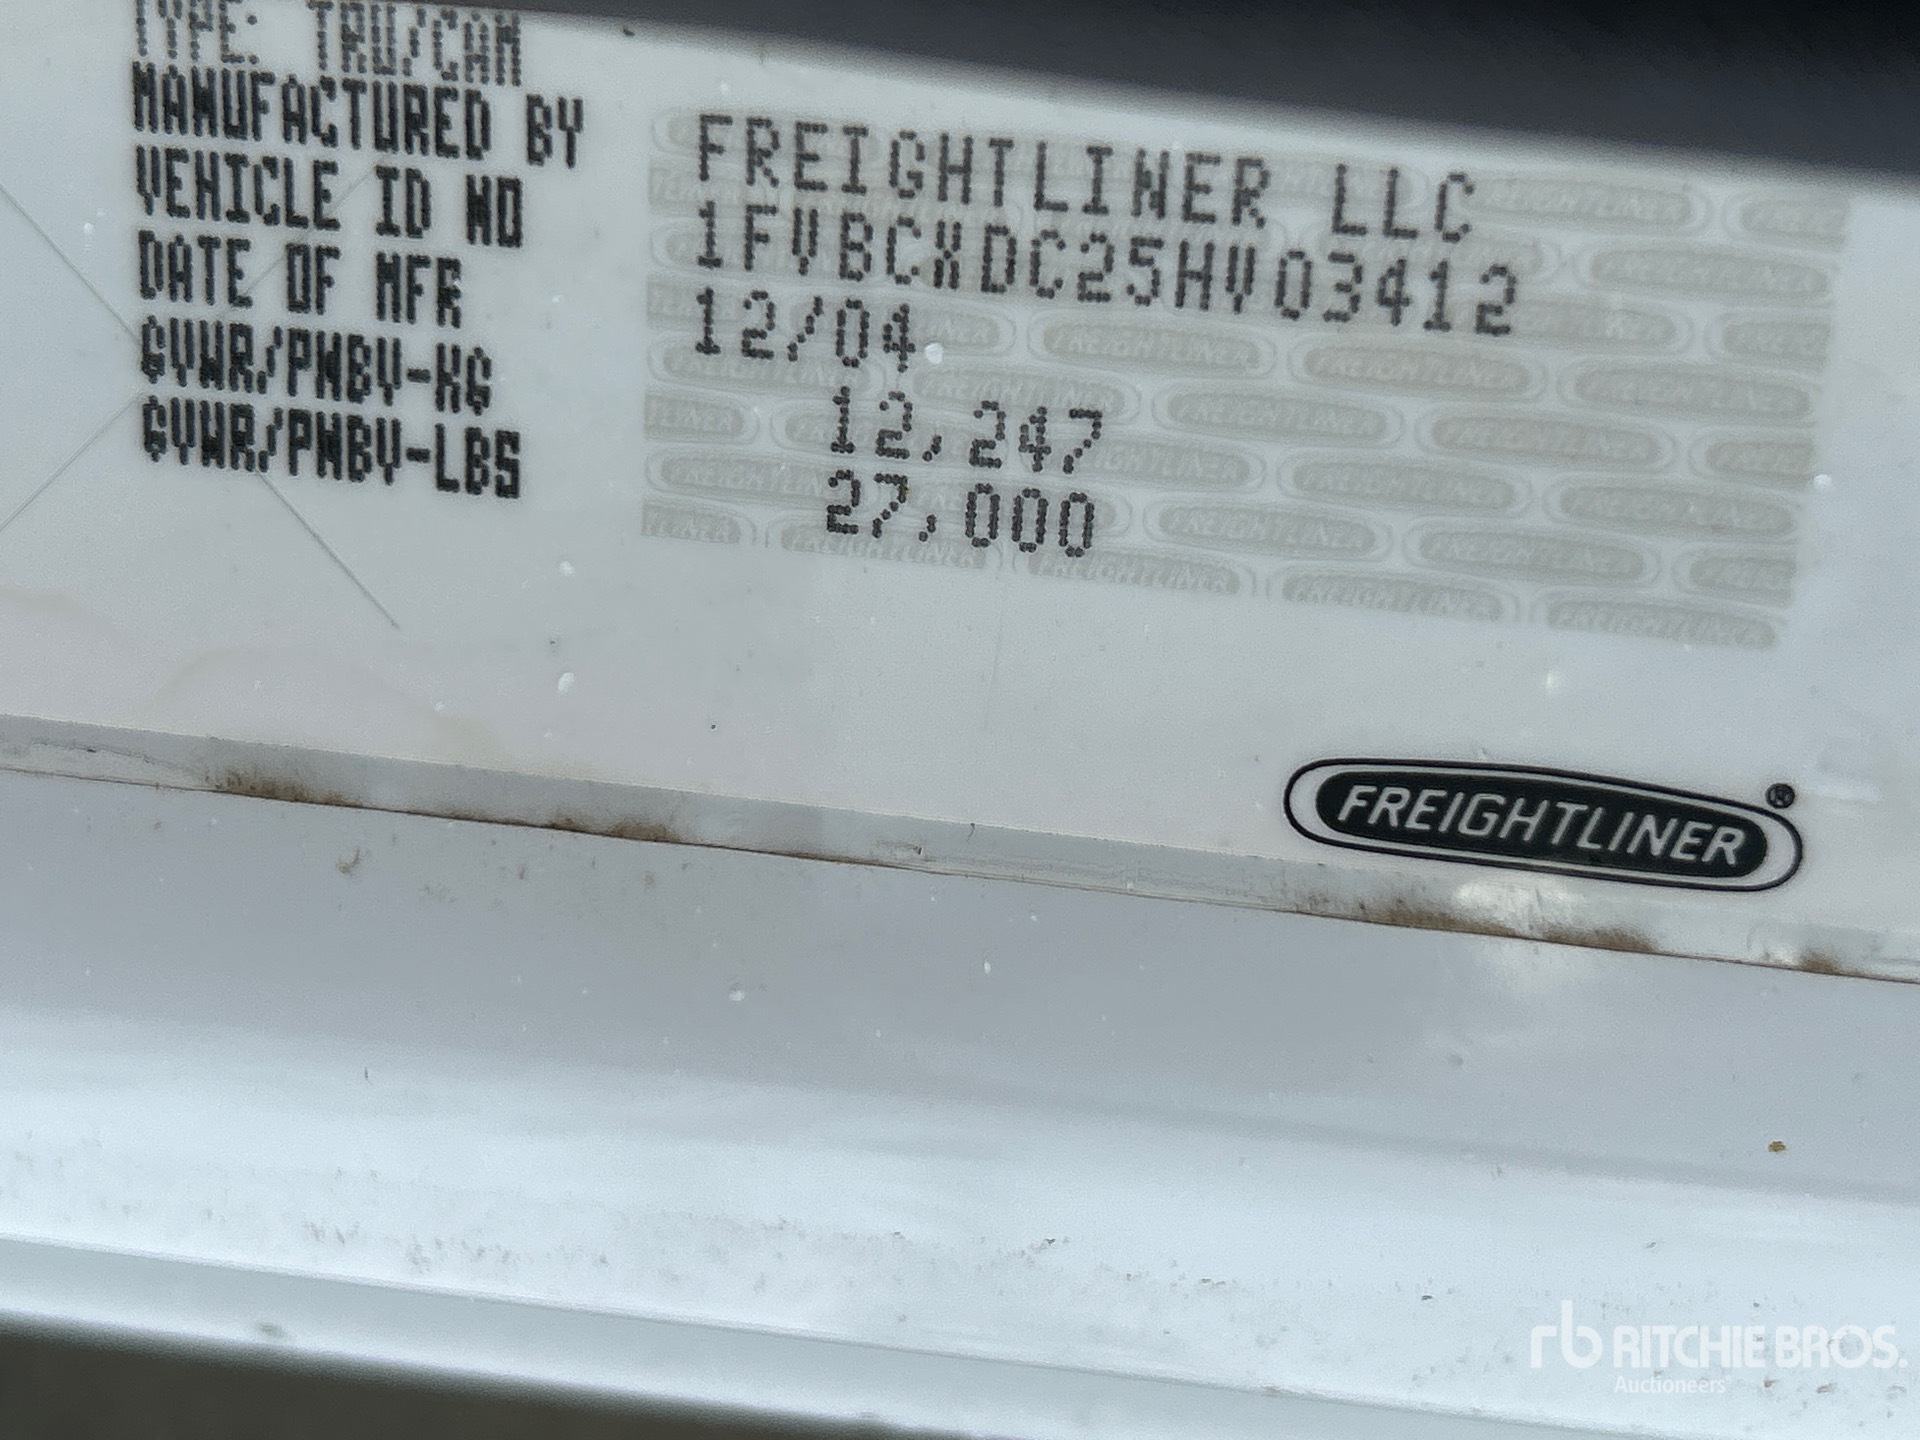 TYPE: TRU/CAM
MANUFACTURED BY FREIGHTLINER LLC
VEHICLE ID NO 1FVBCXDC25HV03412
DATE OF MFR 12/04
GVWR/PNBV-KG 12,247
GVWR/PNBV-LBS 27,000
FREIGHTLINER®
rb RITCHIE BROS.
Auctioneers